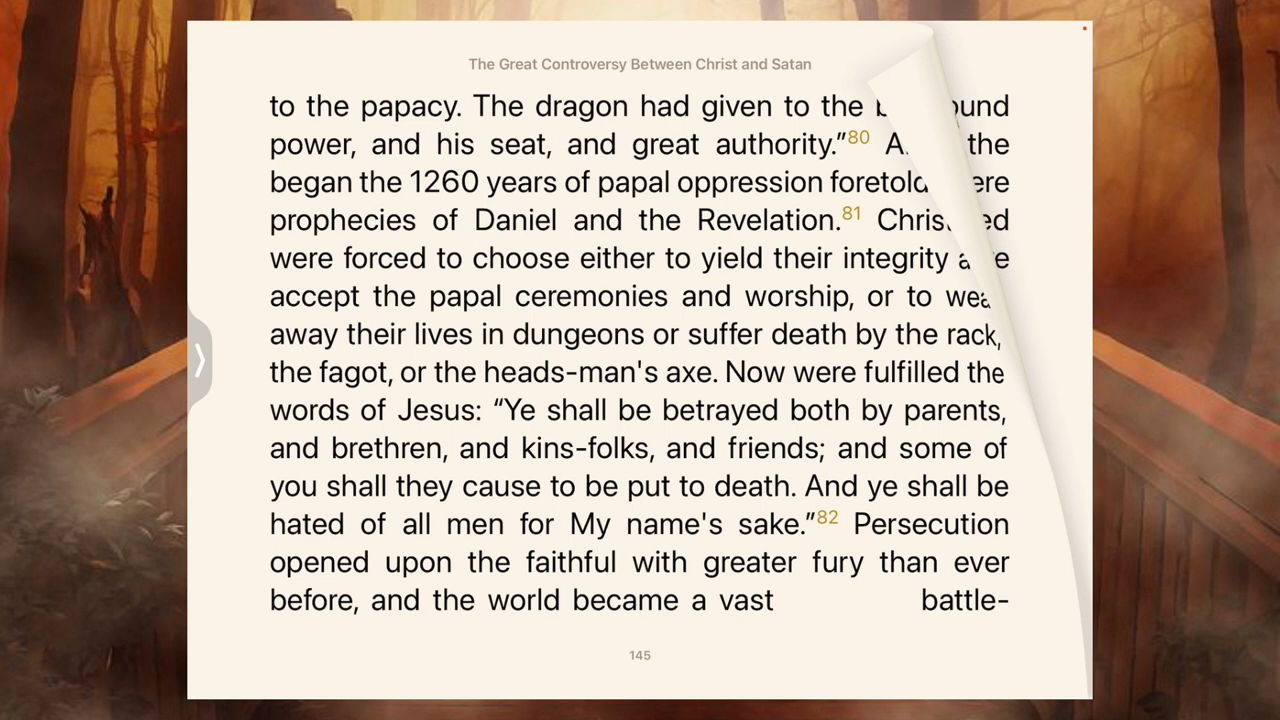 The Great Controversy Between Christ and Satan
to the papacy. The dragon had given to the
power, and his seat, and great authority.”80 the
began the 1260 years of papal oppression
prophecies of Daniel and the Revelation.81
were forced to choose either to yield their integrity
accept the papal ceremonies and worship, or to
away their lives in dungeons or suffer death by the rack,
the fagot, or the heads-man's axe. Now were fulfilled the
words of Jesus: “Ye shall be betrayed both by parents,
and brethren, and kins-folks, and friends; and some of
you shall they cause to be put to death. And ye shall be
hated of all men for My name's sake.”82 Persecution
opened upon the faithful with greater fury than ever
before, and the world became a vast battle-
145